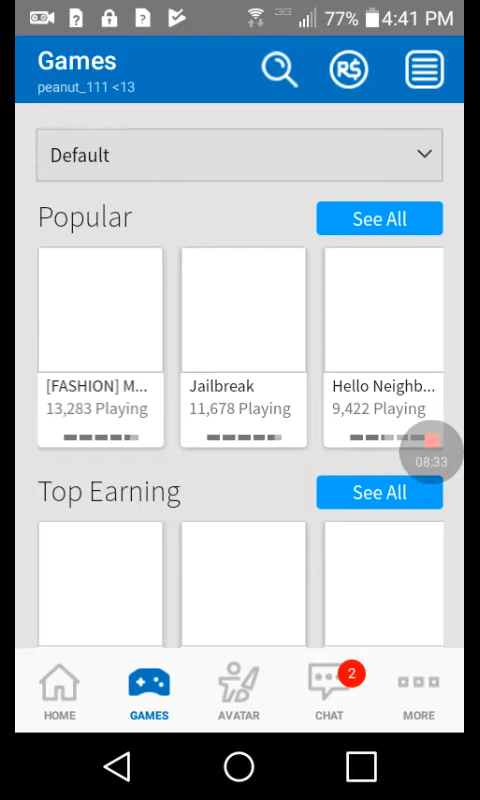 3G 77% 4:41 PM
Games
peanut_111 <13
R$
Default
Popular
See All
[FASHION] M...
13,283 Playing
Jailbreak
11,678 Playing
Hello Neighb...
9,422 Playing
08:33
Top Earning
See All
2
HOME
GAMES
AVATAR
CHAT
MORE